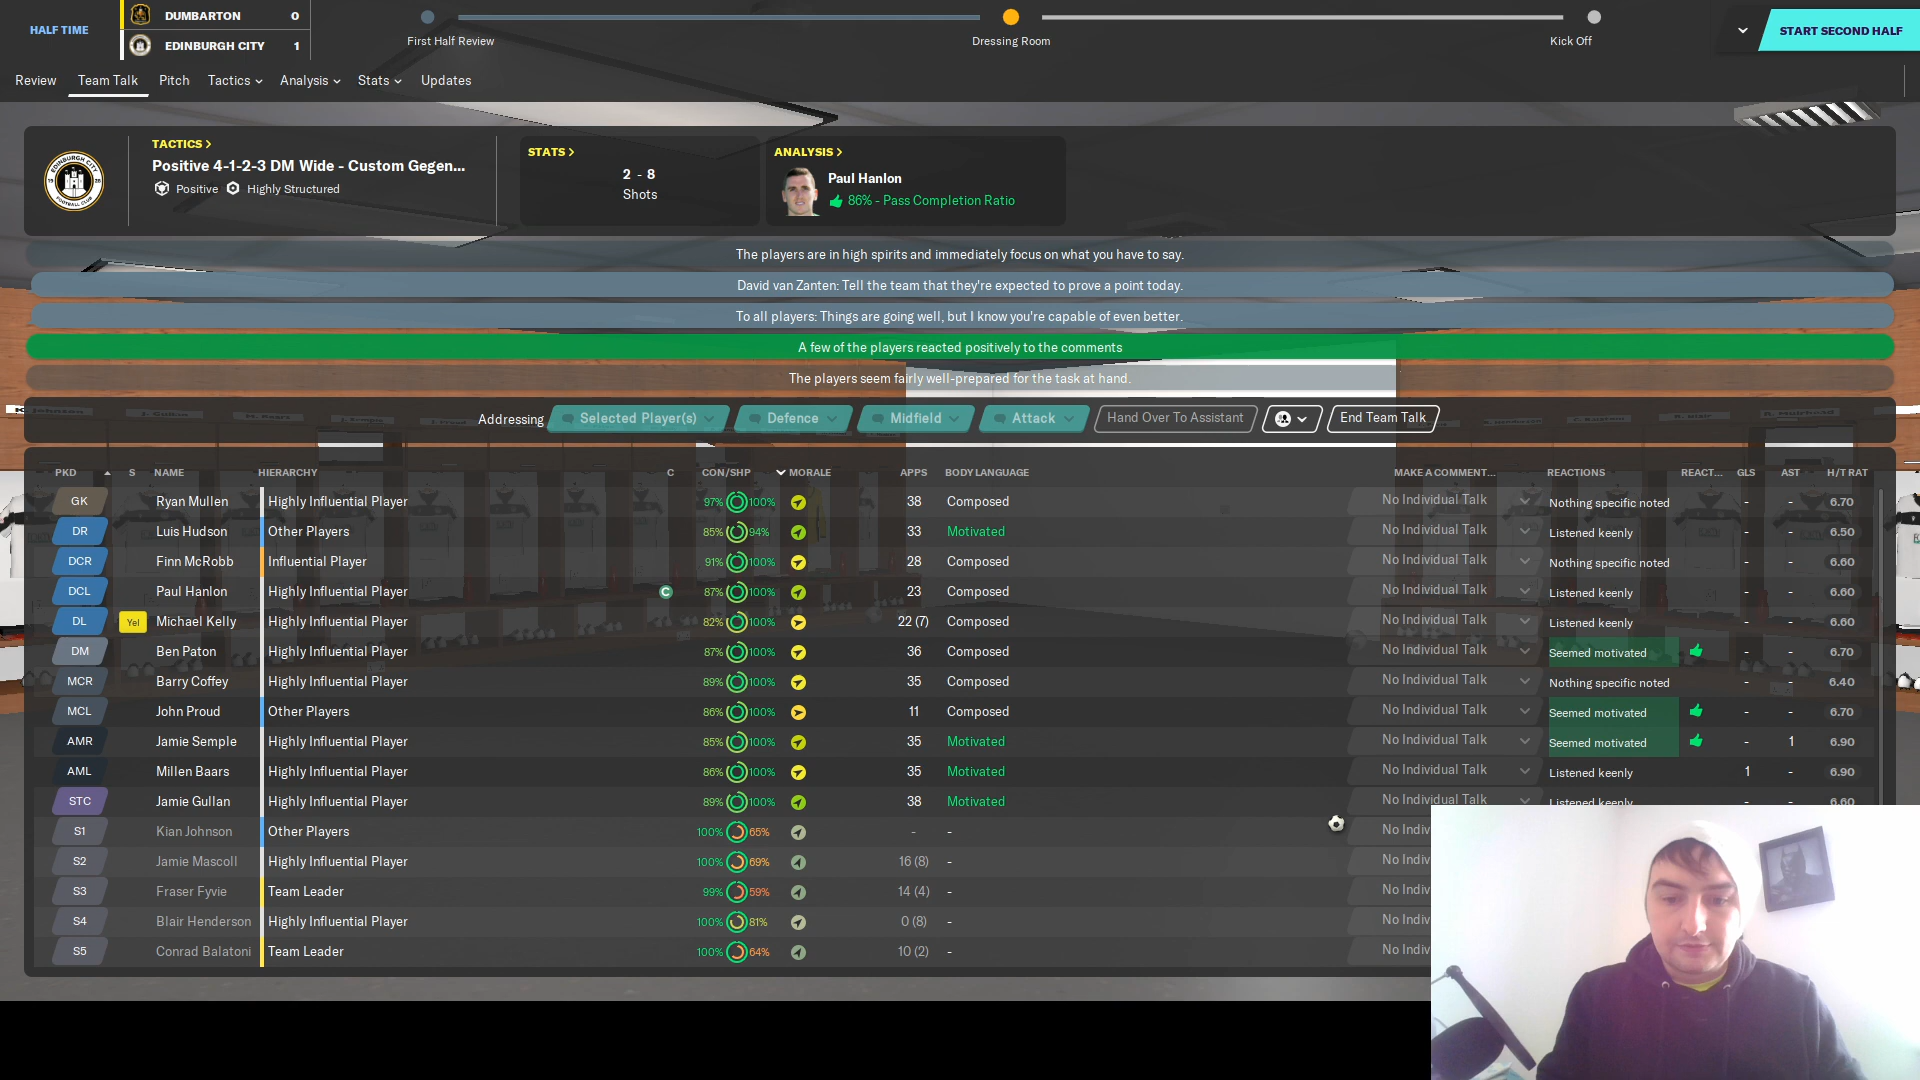 HALF TIME
DUMBARTON 0
EDINBURGH CITY 1
First Half Review
Dressing Room
Kick Off
START SECOND HALF
Review Team Talk Pitch Tactics Analysis Stats Updates
TACTICS >
Positive 4-1-2-3 DM Wide - Custom Gegen...
Positive Highly Structured
STATS >
2 - 8
Shots
ANALYSIS >
Paul Hanlon
86% - Pass Completion Ratio
The players are in high spirits and immediately focus on what you have to say.
David van Zanten: Tell the team that they're expected to prove a point today.
To all players: Things are going well, but I know you're capable of even better.
A few of the players reacted positively to the comments
The players seem fairly well-prepared for the task at hand.
Addressing Selected Player(s) Defence Midfield Attack Hand Over To Assistant End Team Talk
PKD S NAME HIERARCHY C CON/SHP MORALE APPS BODY LANGUAGE MAKE A COMMENT... REACTIONS REACT... GLS AST H/T RAT
GK Ryan Mullen Highly Influential Player 97% 100% 38 Composed No Individual Talk Nothing specific noted - - 6.70
DR Luis Hudson Other Players 85% 94% 33 Motivated No Individual Talk Listened keenly - - 6.50
DCR Finn McRobb Influential Player 91% 100% 28 Composed No Individual Talk Nothing specific noted - - 6.60
DCL Paul Hanlon Highly Influential Player C 87% 100% 23 Composed No Individual Talk Listened keenly - - 6.60
DL Yel Michael Kelly Highly Influential Player 82% 100% 22 (7) Composed No Individual Talk Listened keenly - - 6.60
DM Ben Paton Highly Influential Player 87% 100% 36 Composed No Individual Talk Seemed motivated - - 6.70
MCR Barry Coffey Highly Influential Player 89% 100% 35 Composed No Individual Talk Nothing specific noted - - 6.40
MCL John Proud Other Players 86% 100% 11 Composed No Individual Talk Seemed motivated - - 6.70
AMR Jamie Semple Highly Influential Player 85% 100% 35 Motivated No Individual Talk Seemed motivated - 1 6.90
AML Millen Baars Highly Influential Player 86% 100% 35 Motivated No Individual Talk Listened keenly 1 - 6.90
STC Jamie Gullan Highly Influential Player 89% 100% 38 Motivated No Individual Talk Listened keenly - - 6.60
S1 Kian Johnson Other Players 100% 65% - - No Indiv
S2 Jamie Mascoll Highly Influential Player 100% 69% 16 (8) - No Indiv
S3 Fraser Fyvie Team Leader 99% 59% 14 (4) - No Indiv
S4 Blair Henderson Highly Influential Player 100% 81% 0 (8) - No Indiv
S5 Conrad Balatoni Team Leader 100% 64% 10 (2) - No Indiv